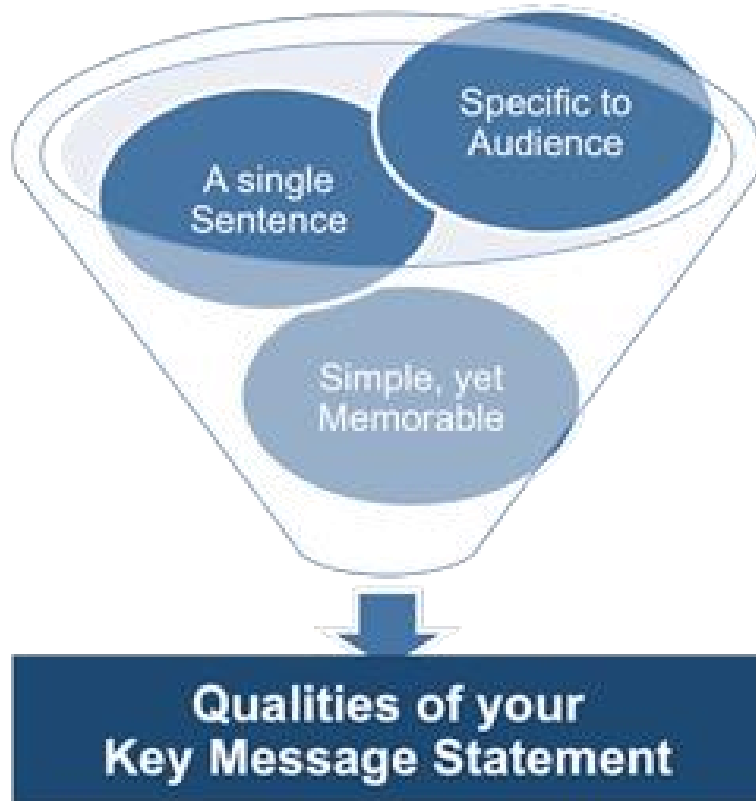 Specific to
Audience
A single
Sentence
Simple, yet
Memorable
Qualities of your
Key Message Statement